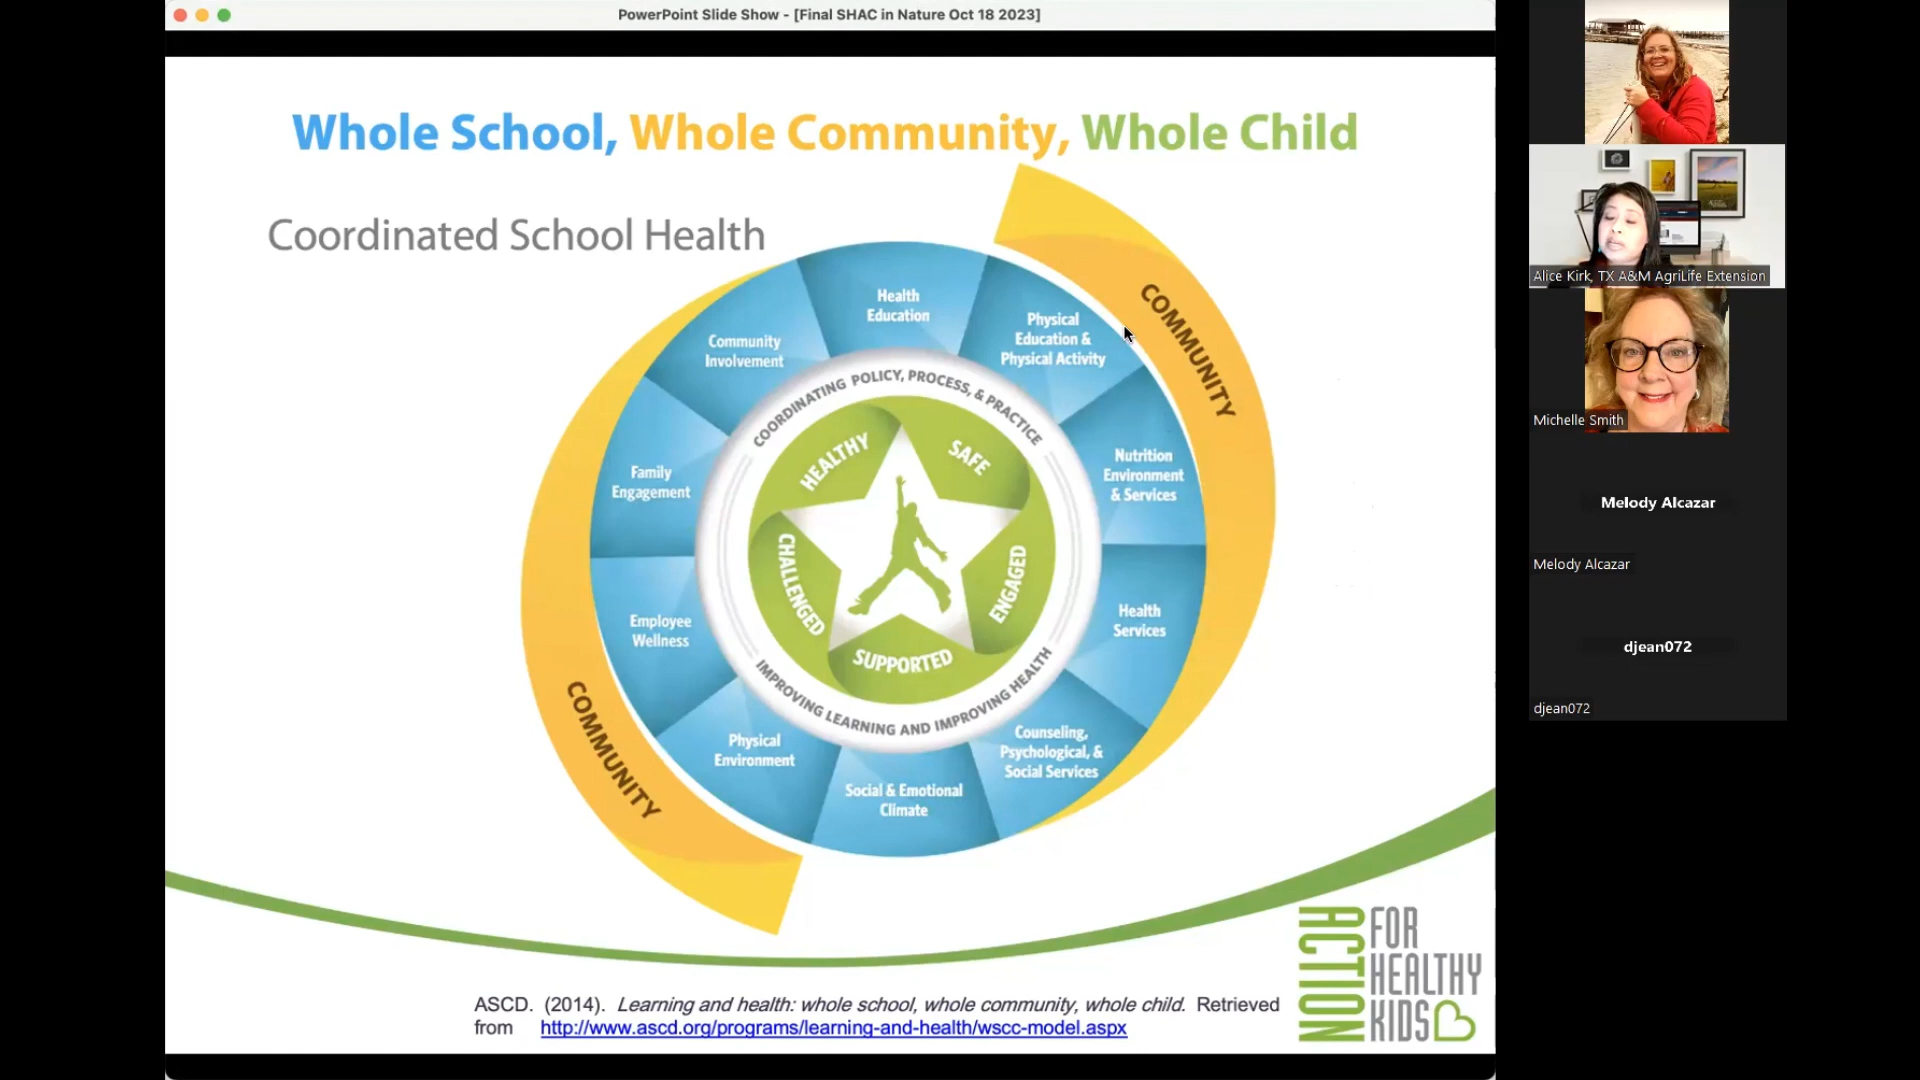 PowerPoint Slide Show - [Final SHAC in Nature Oct 18 2023]
Whole School, Whole Community, Whole Child
Coordinated School Health
COMMUNITY
Health
Education
Physical
Education &
Physical Activity
Nutrition
Environment
& Services
Health
Services
Counseling,
Psychological, &
Social Services
Social & Emotional
Climate
Physical
Environment
Employee
Wellness
Family
Engagement
Community
Involvement
COORDINATING POLICY, PROCESS, & PRACTICE
IMPROVING LEARNING AND IMPROVING HEALTH
HEALTHY
SAFE
ENGAGED
SUPPORTED
CHALLENGED
COMMUNITY
ASCD. (2014). Learning and health: whole school, whole community, whole child. Retrieved
from http://www.ascd.org/programs/learning-and-health/wscc-model.aspx
ACTION
FOR
HEALTHY
KIDS
Alice Kirk, TX A&M AgriLife Extension
Michelle Smith
Melody Alcazar
Melody Alcazar
djean072
djean072